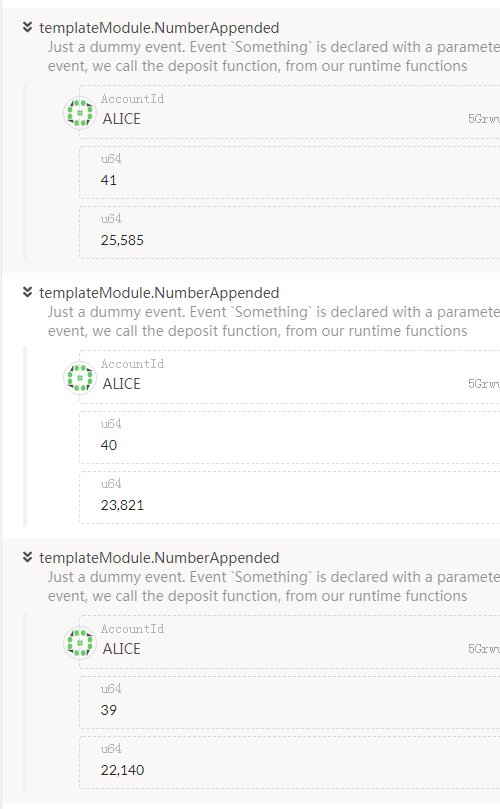 templateModule.NumberAppended
Just a dummy event. Event `Something` is declared with a paramete
event, we call the deposit function, from our runtime functions
AccountId
ALICE 5Grwv
u64
41
u64
25,585
templateModule.NumberAppended
Just a dummy event. Event `Something` is declared with a paramete
event, we call the deposit function, from our runtime functions
AccountId
ALICE 5Grwv
u64
40
u64
23,821
templateModule.NumberAppended
Just a dummy event. Event `Something` is declared with a paramete
event, we call the deposit function, from our runtime functions
AccountId
ALICE 5Grwv
u64
39
u64
22,140